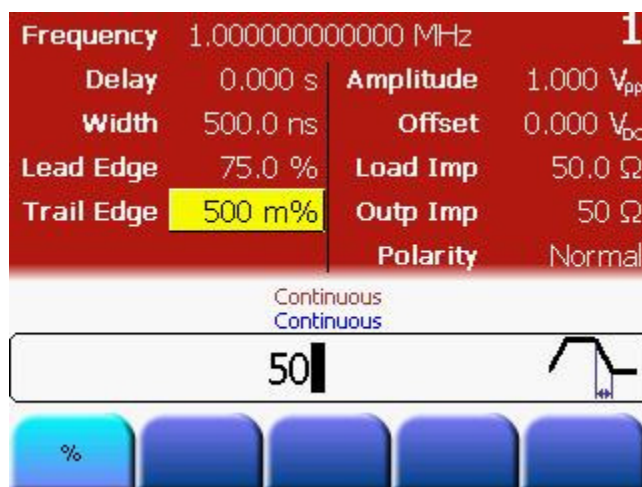 Frequency 1.000000000000 MHz 1
Delay 0.000 s Amplitude 1.000 Vpp
Width 500.0 ns Offset 0.000 VDC
Lead Edge 75.0 % Load Imp 50.0 Ω
Trail Edge 500 m% Outp Imp 50 Ω
Polarity Normal
Continuous
Continuous
50
%